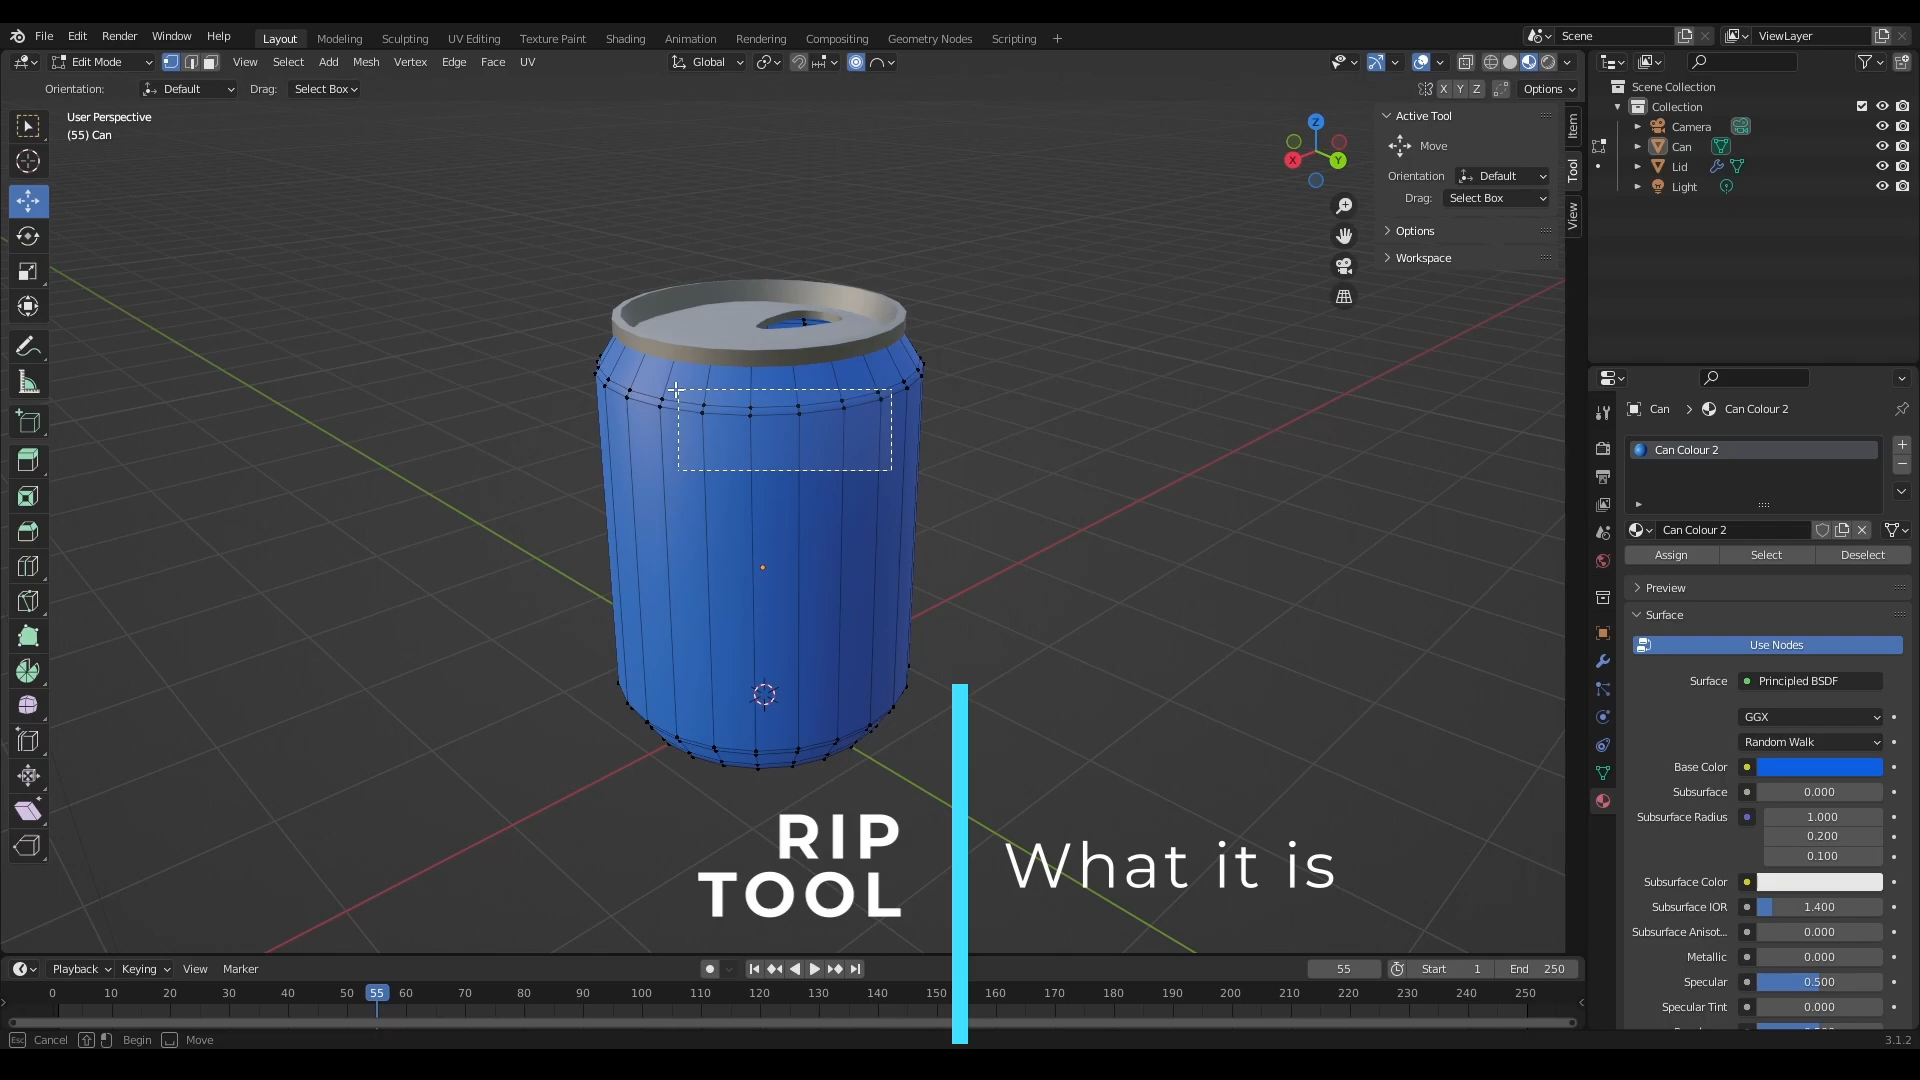 File Edit Render Window Help Layout Modeling Sculpting UV Editing Texture Paint Shading Animation Rendering Compositing Geometry Nodes Scripting + Scene ViewLayer
Edit Mode View Select Add Mesh Vertex Edge Face UV Global
Orientation: Default Drag: Select Box X Y Z Options
User Perspective
(55) Can
Z
X
Y
Active Tool
Move
Orientation Default
Drag: Select Box
Options
Workspace
Item
Tool
View
Scene Collection
Collection
Camera
Can
Lid
Light
Can Can Colour 2
Can Colour 2
Can Colour 2
Assign Select Deselect
Preview
Surface
Use Nodes
Surface Principled BSDF
GGX
Random Walk
Base Color
Subsurface 0.000
Subsurface Radius 1.000
0.200
0.100
Subsurface Color
Subsurface IOR 1.400
Subsurface Anisot... 0.000
Metallic 0.000
Specular 0.500
Specular Tint 0.000
RIP
TOOL
What it is
Playback Keying View Marker 55 Start 1 End 250
0 10 20 30 40 50 55 60 70 80 90 100 110 120 130 140 150 160 170 180 190 200 210 220 230 240 250
Esc Cancel Begin Move 3.1.2